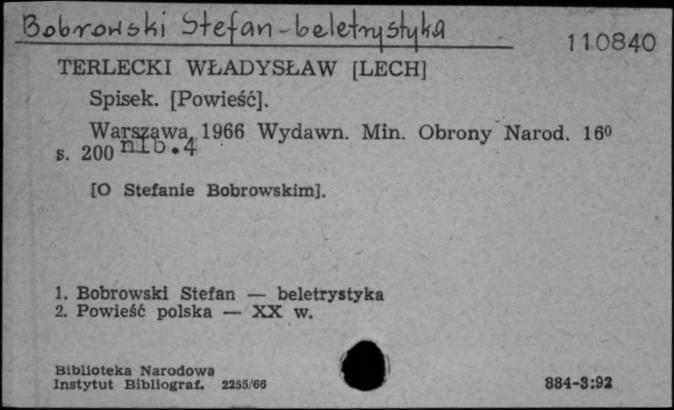 Bobrowski Stefan - beletrystyka
110840
TERLECKI WŁADYSŁAW [LECH]
Spisek. [Powieść].
Warszawa 1966 Wydawn. Min. Obrony Narod. 16⁰
s. 200 nlb.4
[O Stefanie Bobrowskim].
1. Bobrowski Stefan — beletrystyka
2. Powieść polska — XX w.
Biblioteka Narodowa
Instytut Bibliograf. 2255/66
884-3:92